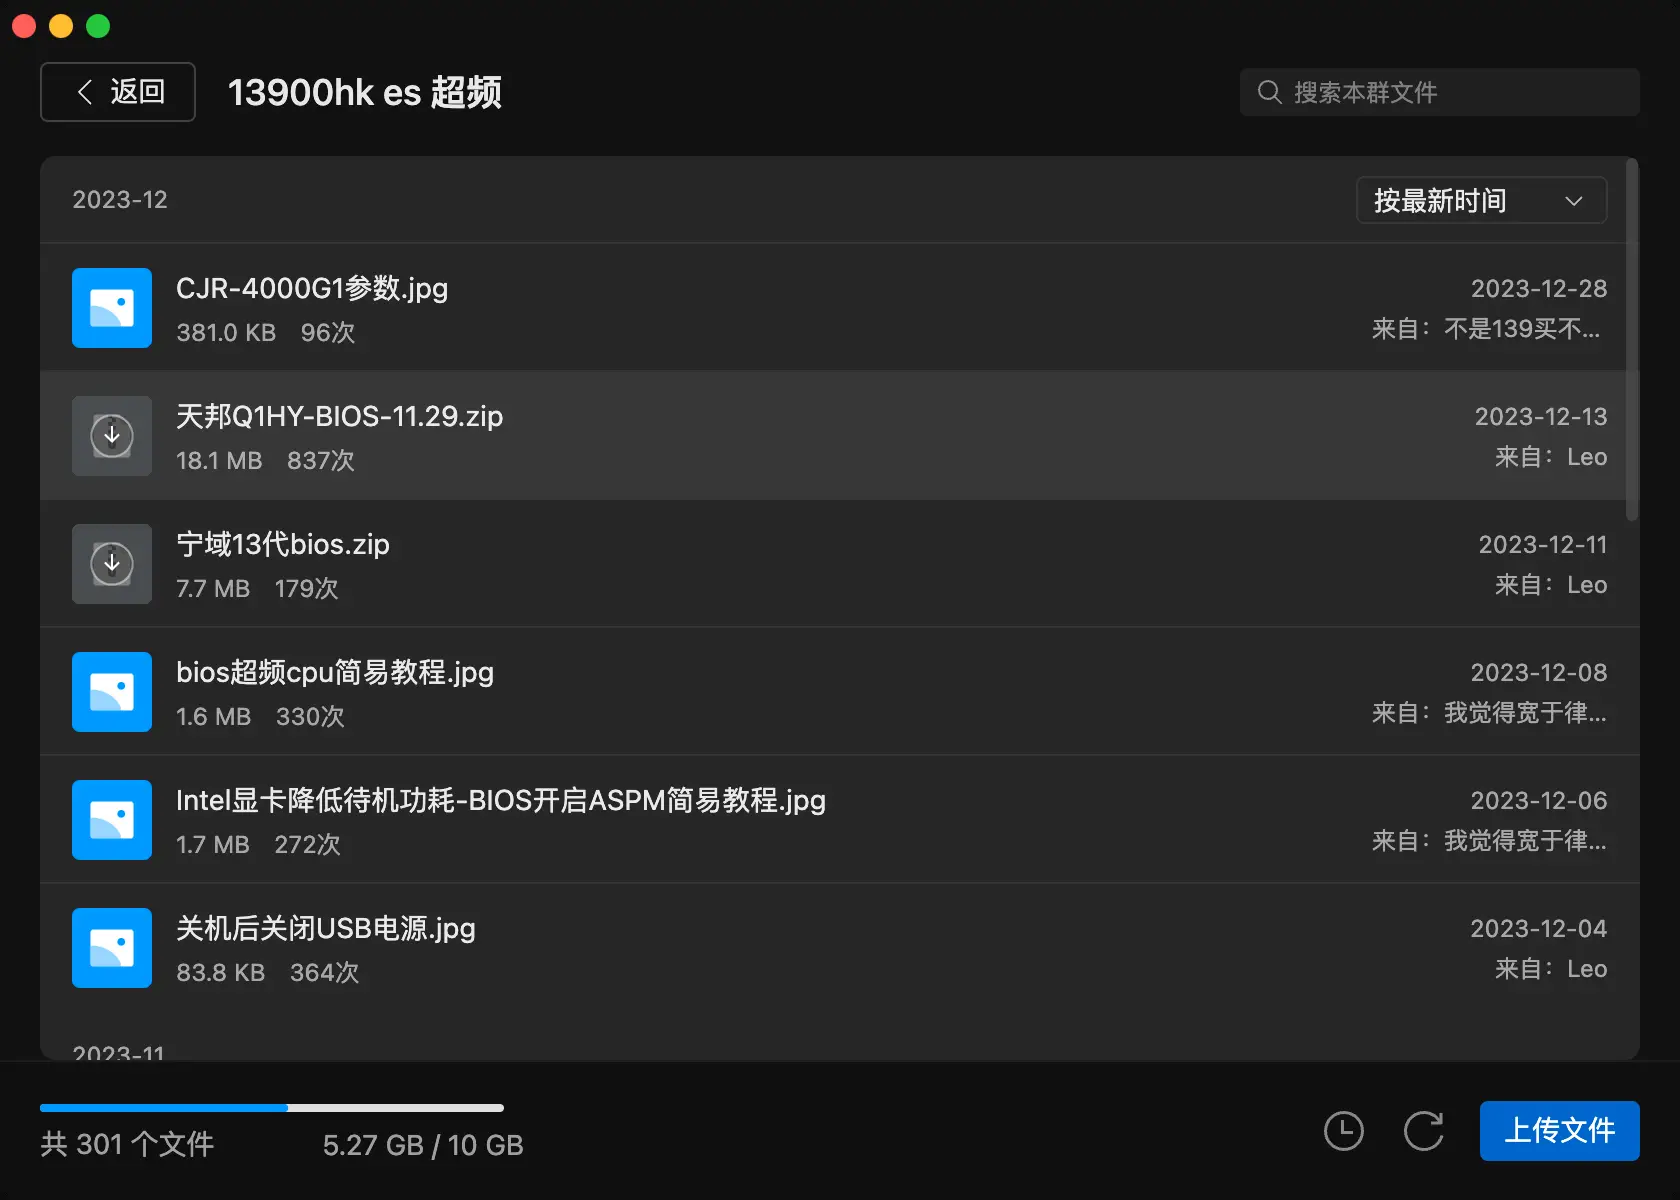 返回
13900hk es 超频
搜索本群文件
2023-12
按最新时间
CJR-4000G1参数.jpg
2023-12-28
381.0 KB 96次
来自：不是139买不...
天邦Q1HY-BIOS-11.29.zip
2023-12-13
18.1 MB 837次
来自：Leo
宁域13代bios.zip
2023-12-11
7.7 MB 179次
来自：Leo
bios超频cpu简易教程.jpg
2023-12-08
1.6 MB 330次
来自：我觉得宽于律...
Intel显卡降低待机功耗-BIOS开启ASPM简易教程.jpg
2023-12-06
1.7 MB 272次
来自：我觉得宽于律...
关机后关闭USB电源.jpg
2023-12-04
83.8 KB 364次
来自：Leo
2023-11
共 301 个文件
5.27 GB / 10 GB
上传文件